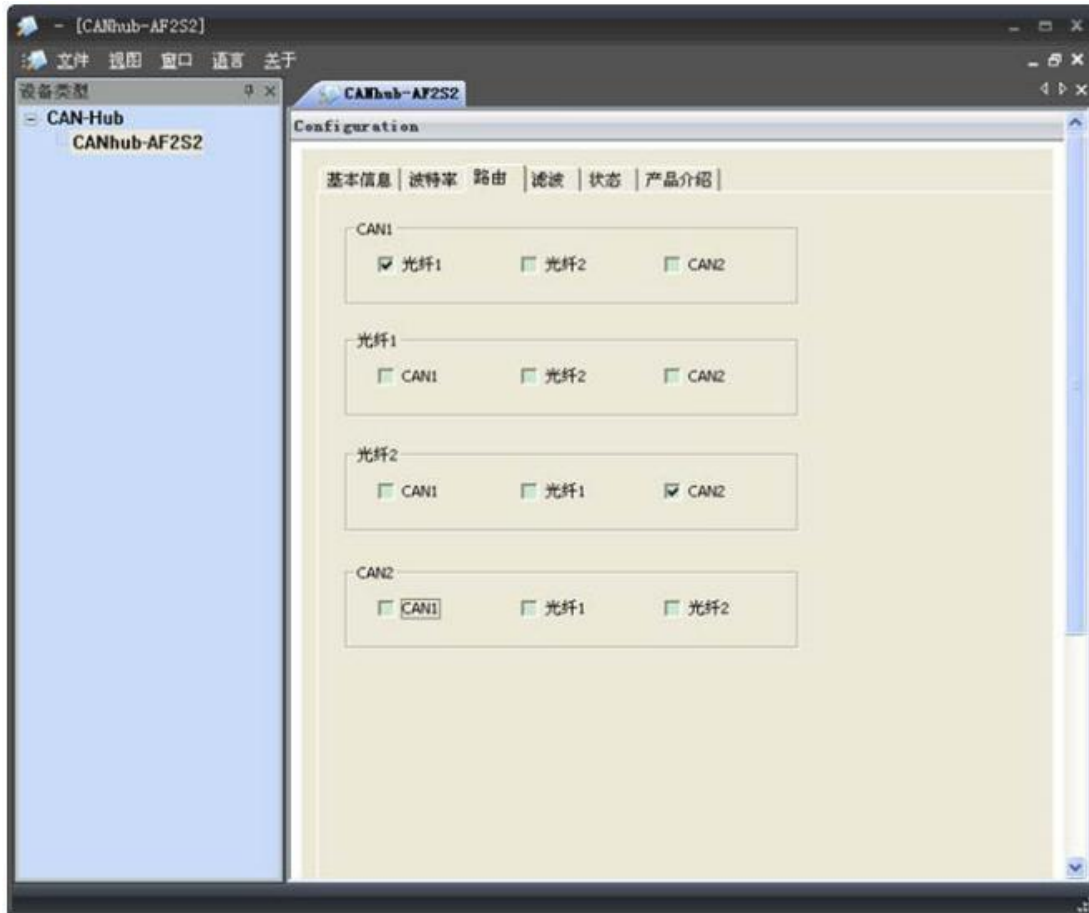 - [CANhub-AF2S2]
文件 视图 窗口 语言 关于
设备类型
CANhub-AF2S2
CAN-Hub
CANhub-AF2S2
Configuration
基本信息 波特率 路由 滤波 状态 产品介绍
CAN1
光纤1 光纤2 CAN2
光纤1
CAN1 光纤2 CAN2
光纤2
CAN1 光纤1 CAN2
CAN2
CAN1 光纤1 光纤2